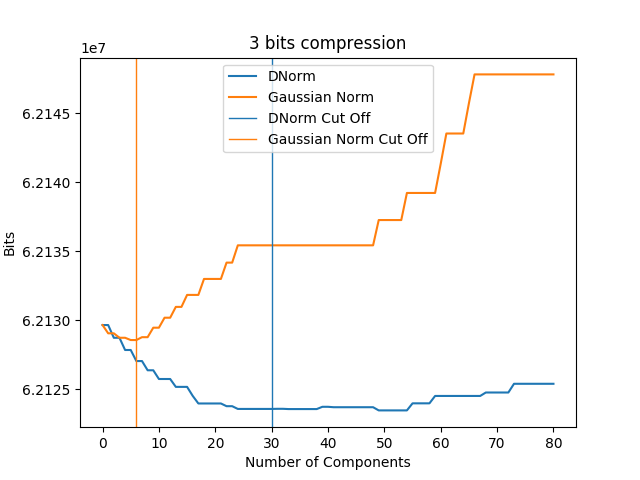 3 bits compression
1e7
DNorm
Gaussian Norm
DNorm Cut Off
Gaussian Norm Cut Off
6.2145
6.2140
6.2135
6.2130
6.2125
Bits
0 10 20 30 40 50 60 70 80
Number of Components